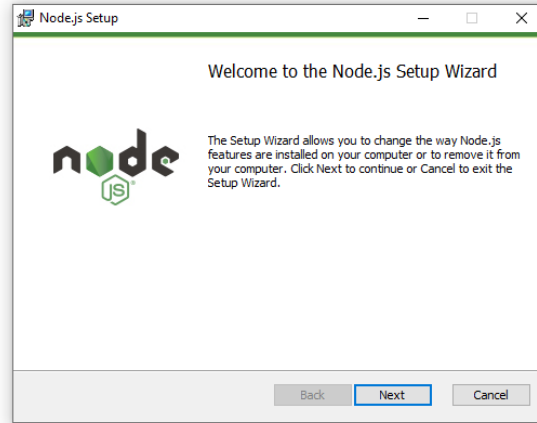 Node.js Setup
Welcome to the Node.js Setup Wizard
node
JS
The Setup Wizard allows you to change the way Node.js
features are installed on your computer or to remove it from
your computer. Click Next to continue or Cancel to exit the
Setup Wizard.
Back Next Cancel